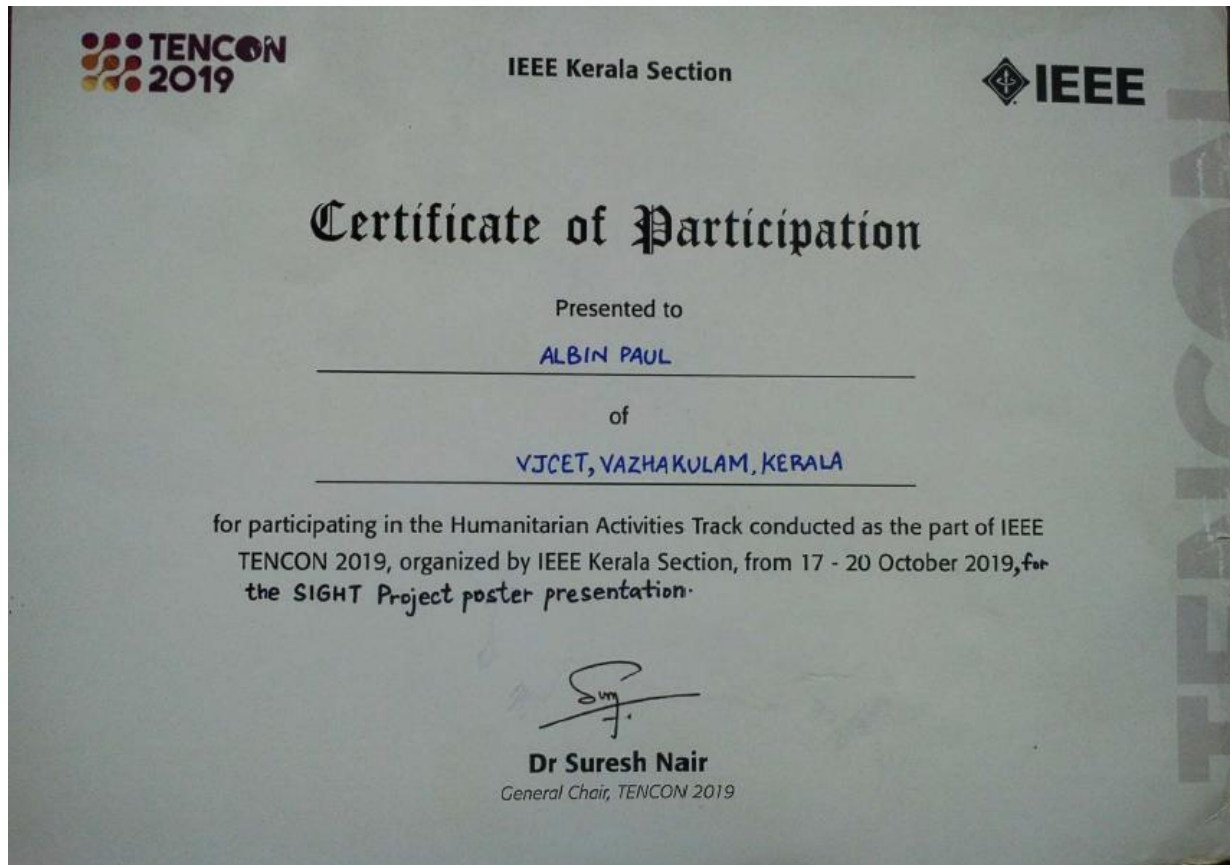 TENCON
2019
IEEE Kerala Section
IEEE
Certificate of Participation
Presented to
ALBIN PAUL
of
VJCET, VAZHAKULAM, KERALA
for participating in the Humanitarian Activities Track conducted as the part of IEEE
TENCON 2019, organized by IEEE Kerala Section, from 17 - 20 October 2019, for
the SIGHT Project poster presentation.
Dr Suresh Nair
General Chair, TENCON 2019
TENCON